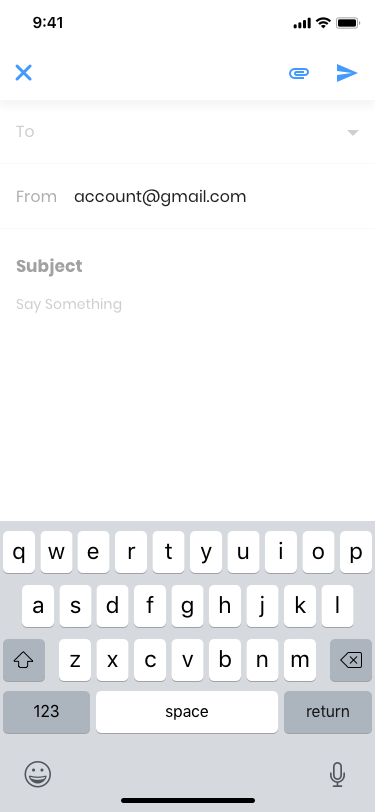 9:41
To
From account@gmail.com
Subject
Say Something
q w e r t y u i o p
a s d f g h j k l
z x c v b n m
123 space return